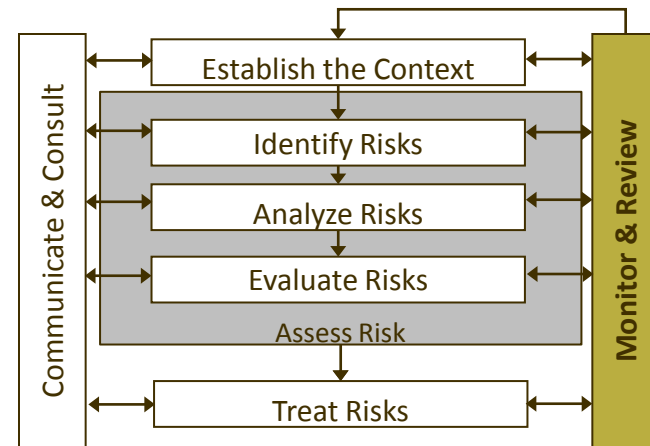 Communicate & Consult
Establish the Context
Identify Risks
Analyze Risks
Evaluate Risks
Assess Risk
Treat Risks
Monitor & Review